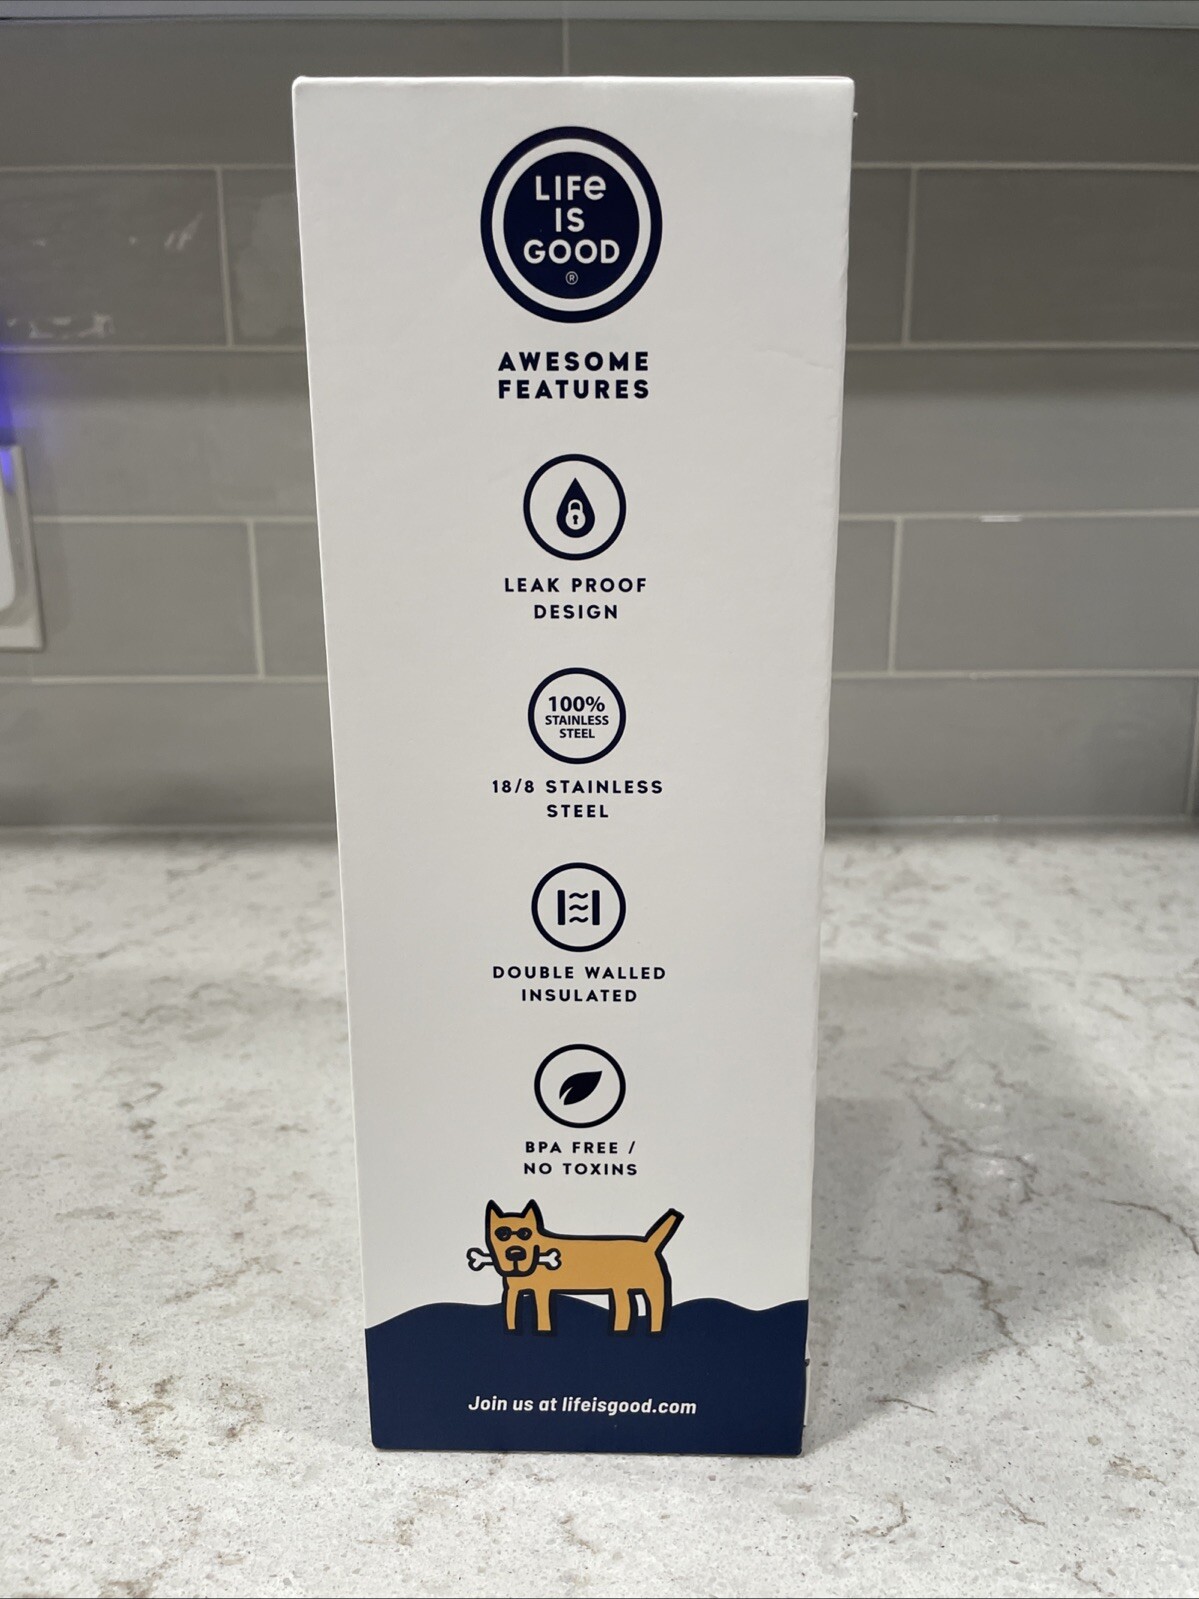 LIFe
IS
GOOD
®
AWESOME
FEATURES
LEAK PROOF
DESIGN
100%
STAINLESS
STEEL
18/8 STAINLESS
STEEL
DOUBLE WALLED
INSULATED
BPA FREE /
NO TOXINS
Join us at lifeisgood.com